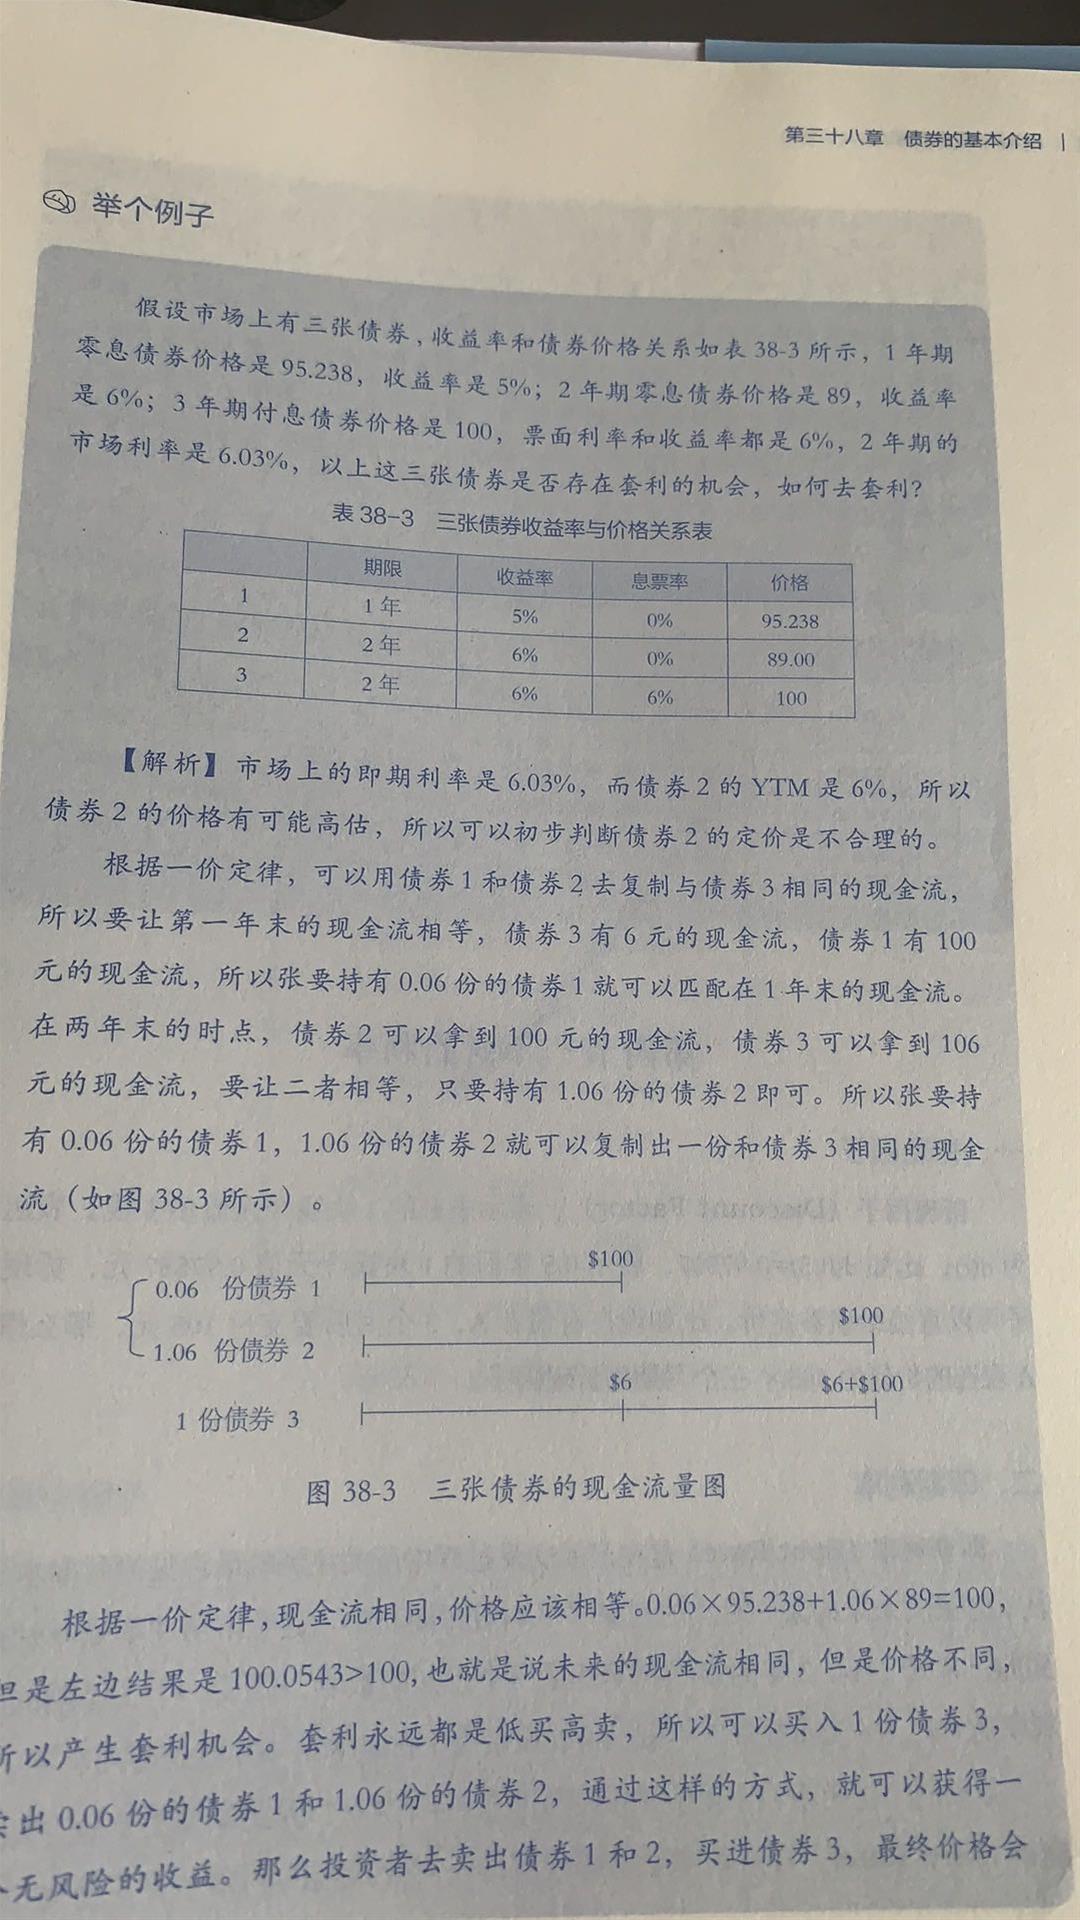 第三十八章 债券的基本介绍 |
举个例子
假设市场上有三张债券,收益率和债券价格关系如表 38-3 所示，1 年期
零息债券价格是 95.238，收益率是 5%；2 年期零息债券价格是 89，收益率
是 6%；3 年期付息债券价格是 100，票面利率和收益率都是 6%，2 年期的
市场利率是 6.03%，以上这三张债券是否存在套利的机会，如何去套利？
表 38-3 三张债券收益率与价格关系表
期限 收益率 息票率 价格
1 1 年 5% 0% 95.238
2 2 年 6% 0% 89.00
3 2 年 6% 6% 100
【解析】市场上的即期利率是 6.03%，而债券 2 的 YTM 是 6%，所以
债券 2 的价格有可能高估，所以可以初步判断债券 2 的定价是不合理的。
根据一价定律，可以用债券 1 和债券 2 去复制与债券 3 相同的现金流，
所以要让第一年末的现金流相等，债券 3 有 6 元的现金流，债券 1 有 100
元的现金流，所以张要持有 0.06 份的债券 1 就可以匹配在 1 年末的现金流。
在两年末的时点，债券 2 可以拿到 100 元的现金流，债券 3 可以拿到 106
元的现金流，要让二者相等，只要持有 1.06 份的债券 2 即可。所以张要持
有 0.06 份的债券 1，1.06 份的债券 2 就可以复制出一份和债券 3 相同的现金
流（如图 38-3 所示）。
$100
0.06 份债券 1
$100
1.06 份债券 2
$6 $6+$100
1 份债券 3
图 38-3 三张债券的现金流量图
根据一价定律,现金流相同,价格应该相等。0.06×95.238+1.06×89=100，
但是左边结果是 100.0543>100,也就是说未来的现金流相同，但是价格不同，
所以产生套利机会。套利永远都是低买高卖，所以可以买入 1 份债券 3，
卖出 0.06 份的债券 1 和 1.06 份的债券 2，通过这样的方式，就可以获得一
个无风险的收益。那么投资者去卖出债券 1 和 2，买进债券 3，最终价格会